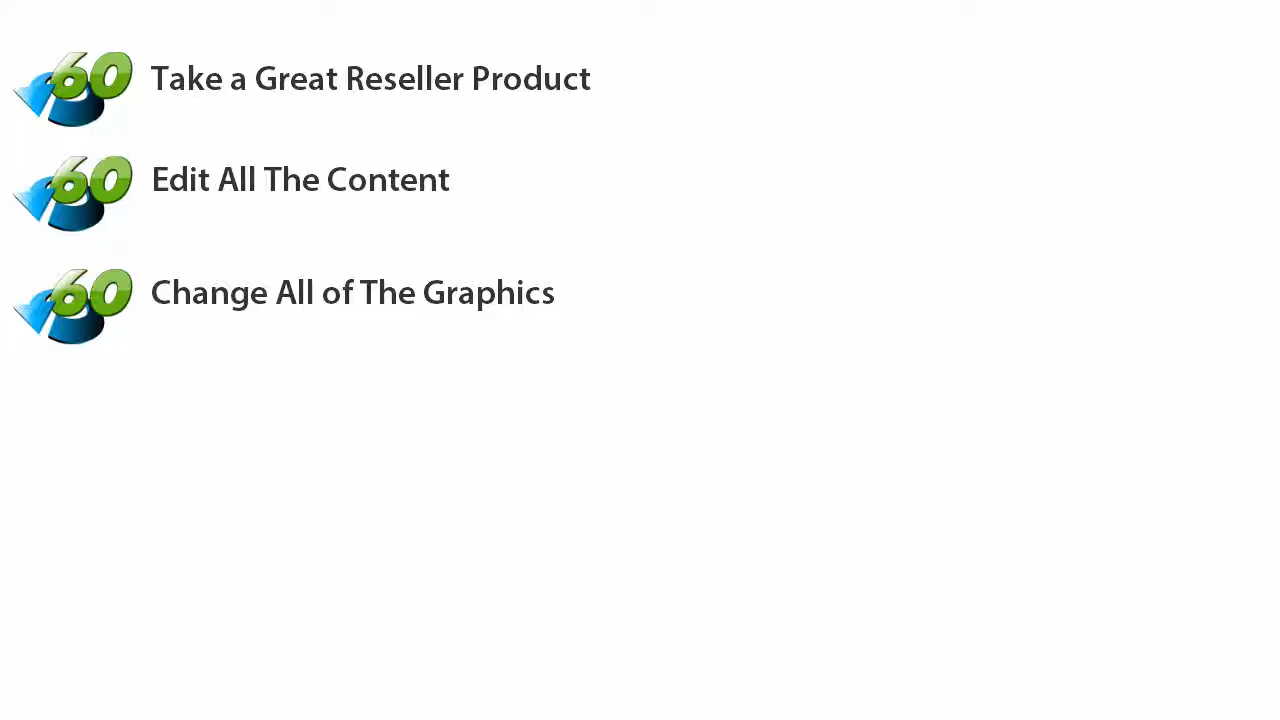 60 Take a Great Reseller Product
60 Edit All The Content
60 Change All of The Graphics